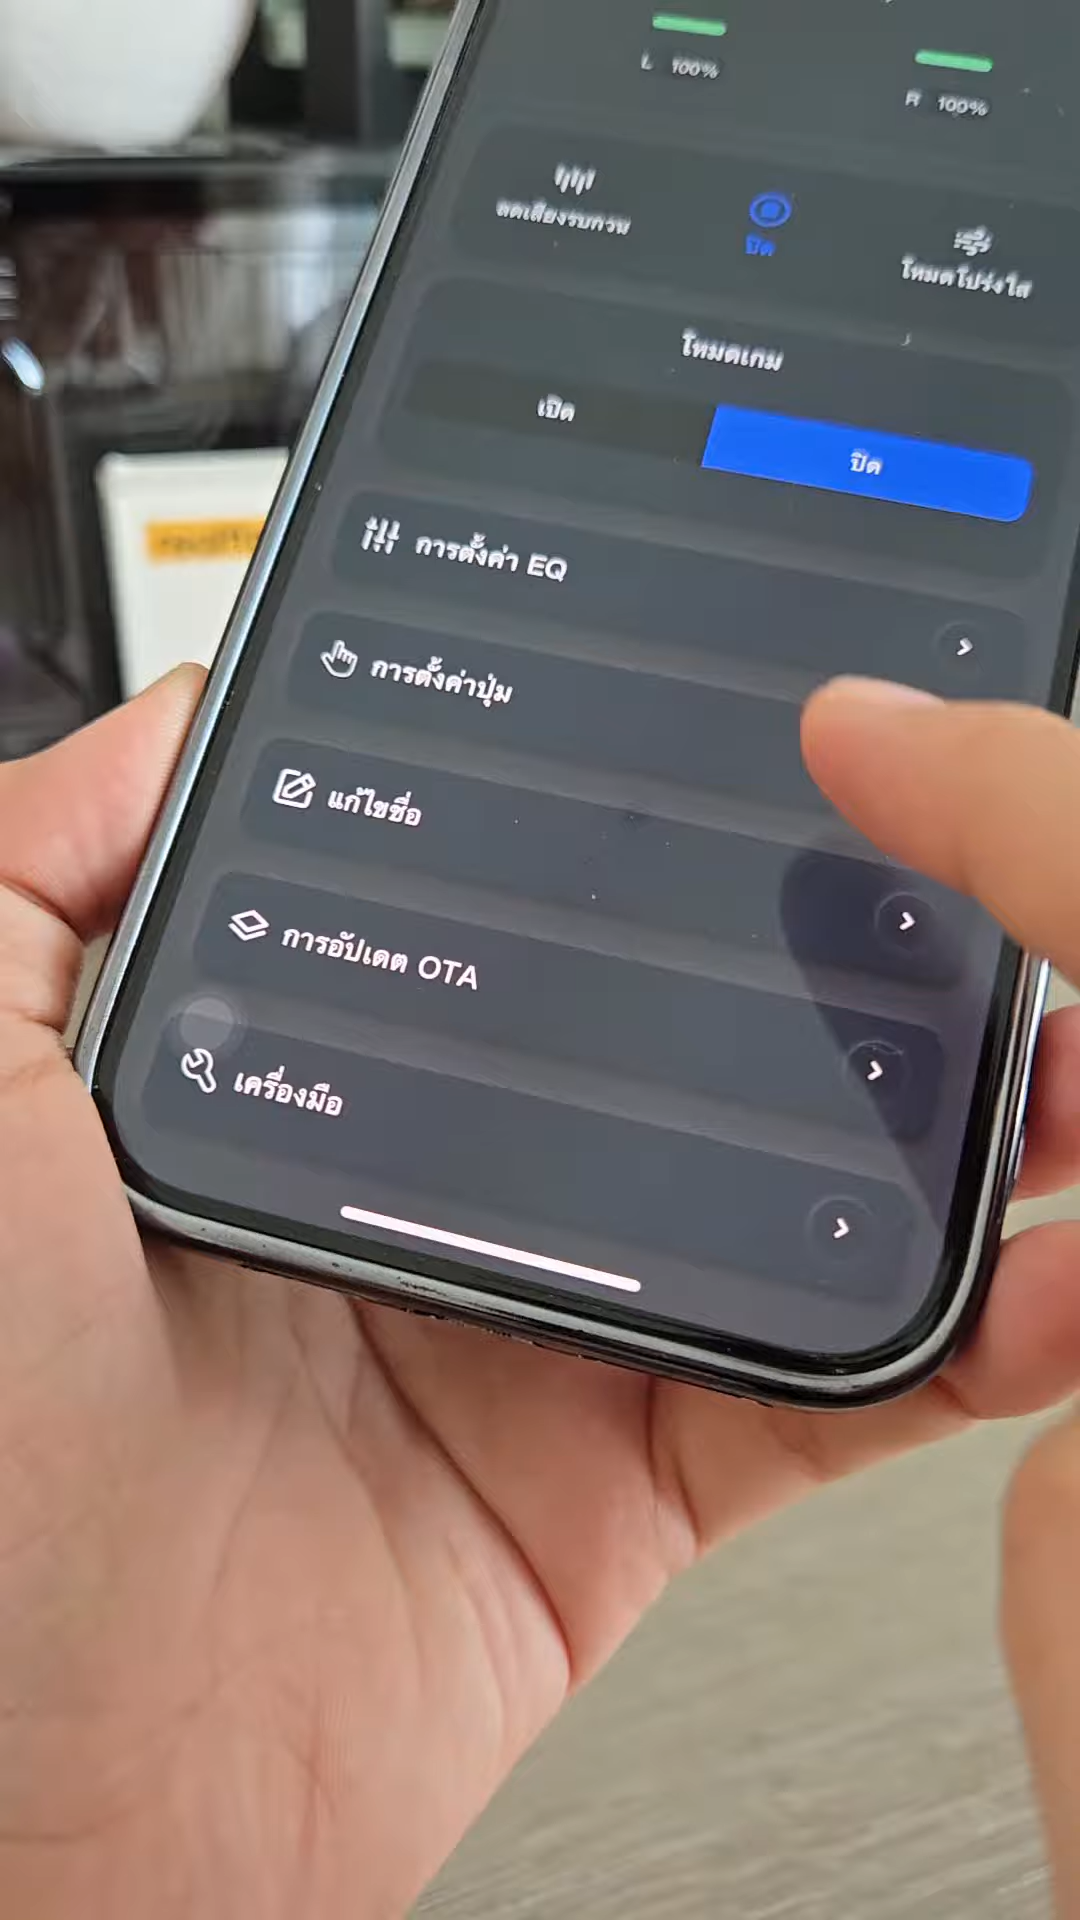 L 100%
R 100%
ลดเสียงรบกวน
ปิด
โหมดโปร่งใส
โหมดเกม
เปิด
ปิด
การตั้งค่า EQ
การตั้งค่าปุ่ม
แก้ไขชื่อ
การอัปเดต OTA
เครื่องมือ